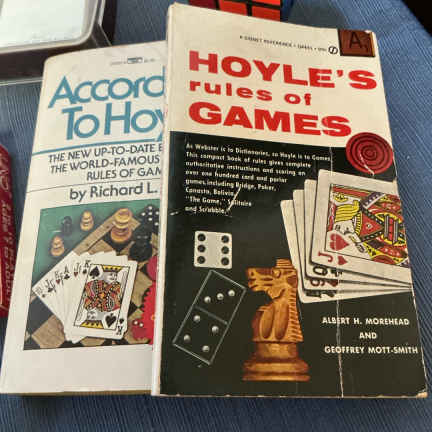 Accord
To Hoy
THE NEW UP-TO-DATE E
THE WORLD-FAMOUS
RULES OF GAM
by Richard L.
A SIGNET REFERENCE
HOYLE'S
rules of
GAMES
As Webster is to Dictionaries, so Hoyle is to Games
This compact book of rules gives complete
authoritative instructions and scoring on
over one hundred card and parlor
games, including Bridge, Poker,
Canasta, Bolivia,
"The Game," Solitaire
and Scrabble.
ALBERT H. MOREHEAD
AND
GEOFFREY MOTT-SMITH